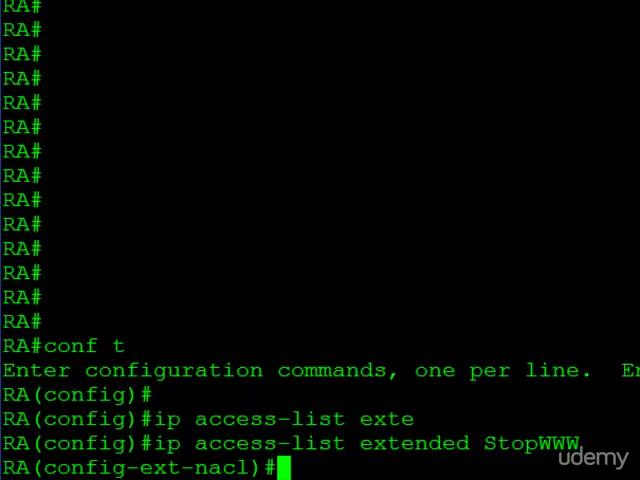 RA#
RA#
RA#
RA#
RA#
RA#
RA#
RA#
RA#
RA#
RA#
RA#
RA#
RA#
RA#conf t
Enter configuration commands, one per line.  En
RA(config)#
RA(config)#ip access-list exte
RA(config)#ip access-list extended StopWWW
RA(config-ext-nacl)#
udemy